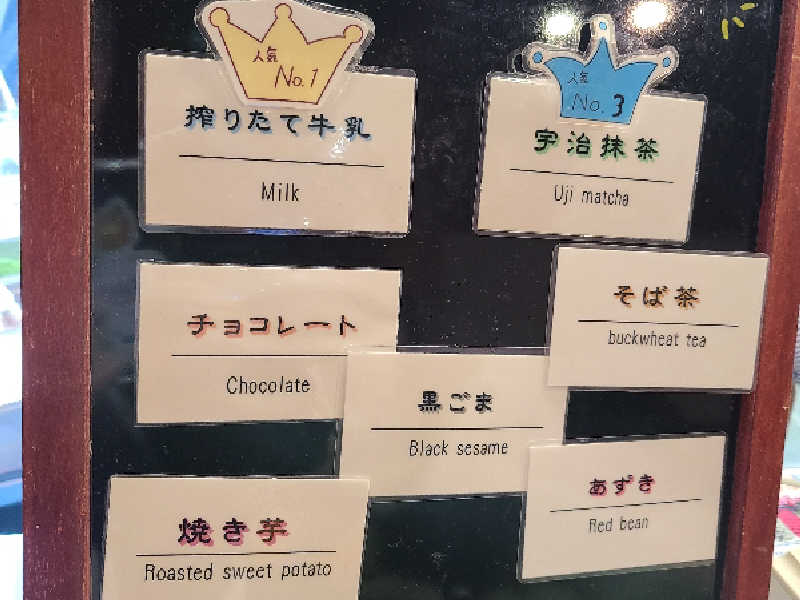 人気
No.1
搾りたて牛乳
Milk
人気
No.3
宇治抹茶
Uji matcha
チョコレート
Chocolate
そば茶
buckwheat tea
黒ごま
Black sesame
あずき
Red bean
焼き芋
Roasted sweet potato